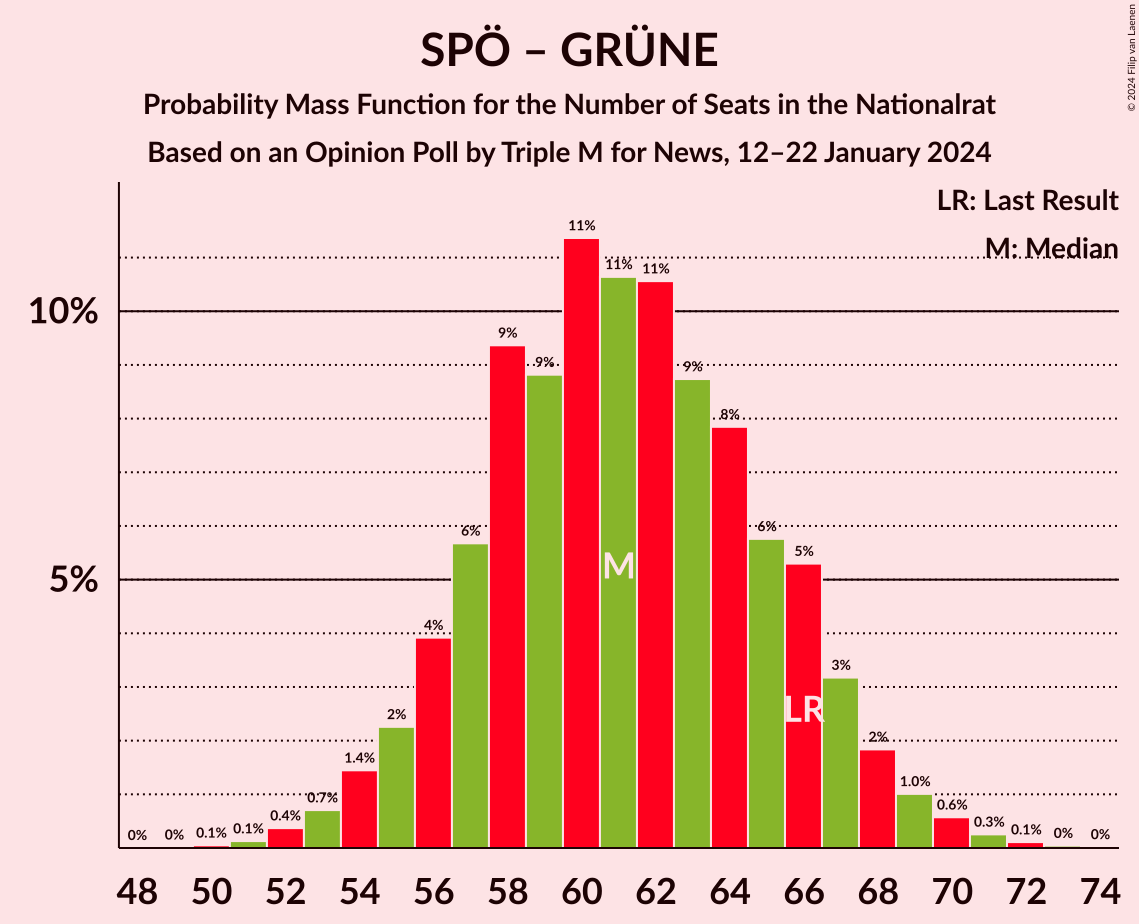 SPÖ – GRÜNE
Probability Mass Function for the Number of Seats in the Nationalrat
Based on an Opinion Poll by Triple M for News, 12–22 January 2024
© 2024 Filip van Laenen
LR: Last Result
M: Median
10%
5%
0% 0% 0.1% 0.1% 0.4% 0.7% 1.4% 2% 4% 6% 9% 9% 11% 11% 11% 9% 8% 6% 5% 3% 2% 1.0% 0.6% 0.3% 0.1% 0% 0%
M
LR
48 50 52 54 56 58 60 62 64 66 68 70 72 74